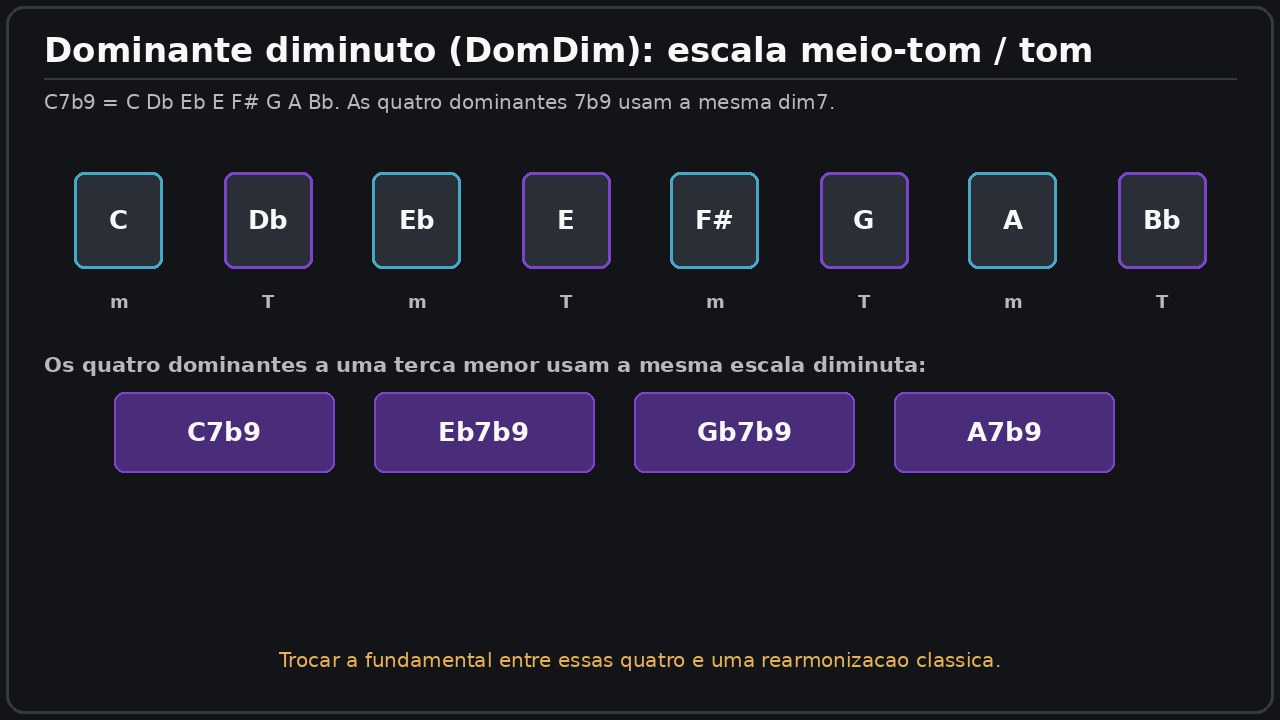 Dominante diminuto (DomDim): escala meio-tom / tom
C7b9 = C Db Eb E F# G A Bb. As quatro dominantes 7b9 usam a mesma dim7.
C Db Eb E F# G A Bb
m T m T m T m T
Os quatro dominantes a uma terca menor usam a mesma escala diminuta:
C7b9 Eb7b9 Gb7b9 A7b9
Trocar a fundamental entre essas quatro e uma rearmonizacao classica.